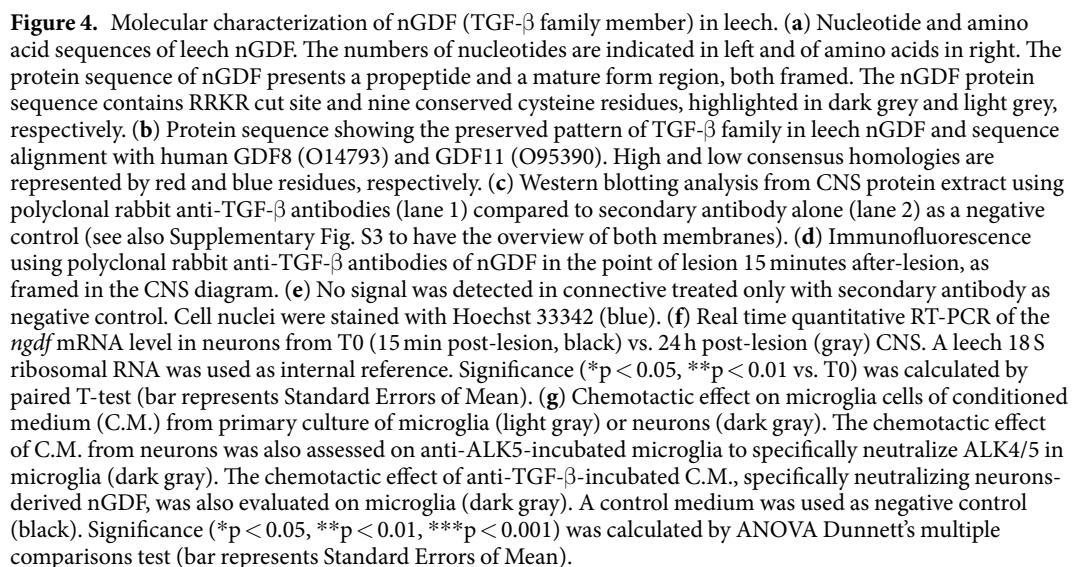 Figure 4. Molecular characterization of nGDF (TGF-β family member) in leech. (a) Nucleotide and amino
acid sequences of leech nGDF. The numbers of nucleotides are indicated in left and of amino acids in right. The
protein sequence of nGDF presents a propeptide and a mature form region, both framed. The nGDF protein
sequence contains RRKR cut site and nine conserved cysteine residues, highlighted in dark grey and light grey,
respectively. (b) Protein sequence showing the preserved pattern of TGF-β family in leech nGDF and sequence
alignment with human GDF8 (O14793) and GDF11 (O95390). High and low consensus homologies are
represented by red and blue residues, respectively. (c) Western blotting analysis from CNS protein extract using
polyclonal rabbit anti-TGF-β antibodies (lane 1) compared to secondary antibody alone (lane 2) as a negative
control (see also Supplementary Fig. S3 to have the overview of both membranes). (d) Immunofluorescence
using polyclonal rabbit anti-TGF-β antibodies of nGDF in the point of lesion 15 minutes after-lesion, as
framed in the CNS diagram. (e) No signal was detected in connective treated only with secondary antibody as
negative control. Cell nuclei were stained with Hoechst 33342 (blue). (f) Real time quantitative RT-PCR of the
ngdf mRNA level in neurons from T0 (15 min post-lesion, black) vs. 24 h post-lesion (gray) CNS. A leech 18 S
ribosomal RNA was used as internal reference. Significance (*p < 0.05, **p < 0.01 vs. T0) was calculated by
paired T-test (bar represents Standard Errors of Mean). (g) Chemotactic effect on microglia cells of conditioned
medium (C.M.) from primary culture of microglia (light gray) or neurons (dark gray). The chemotactic effect
of C.M. from neurons was also assessed on anti-ALK5-incubated microglia to specifically neutralize ALK4/5 in
microglia (dark gray). The chemotactic effect of anti-TGF-β-incubated C.M., specifically neutralizing neurons-
derived nGDF, was also evaluated on microglia (dark gray). A control medium was used as negative control
(black). Significance (*p < 0.05, **p < 0.01, ***p < 0.001) was calculated by ANOVA Dunnett's multiple
comparisons test (bar represents Standard Errors of Mean).